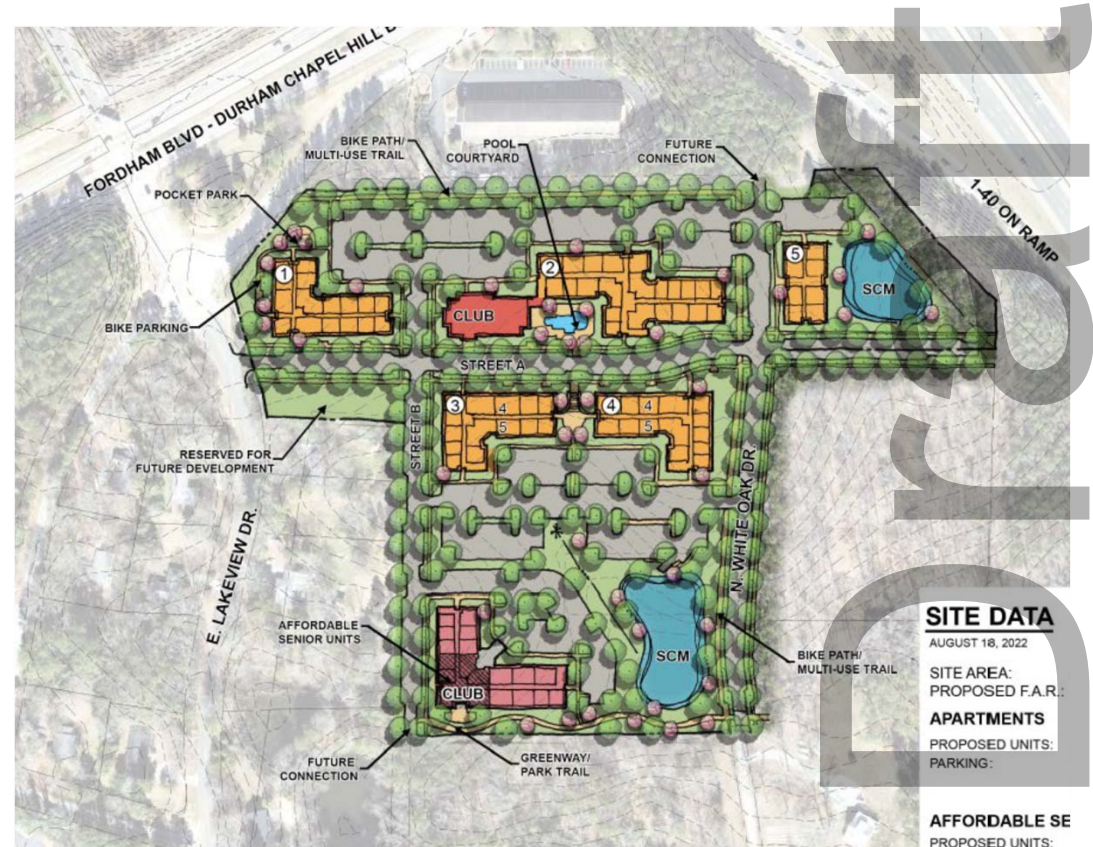 FORDHAM BLVD - DURHAM CHAPEL HILL
BIKE PATH/
MULTI-USE TRAIL
POOL
COURTYARD
FUTURE
CONNECTION
POCKET PARK
1-40 ON RAMP
1
2
5
SCM
BIKE PARKING
CLUB
STREET A
3
4
5
4
4
5
STREET B
RESERVED FOR
FUTURE DEVELOPMENT
N. WHITE OAK DR.
E. LAKEVIEW DR.
AFFORDABLE
SENIOR UNITS
SCM
BIKE PATH/
MULTI-USE TRAIL
CLUB
FUTURE
CONNECTION
GREENWAY/
PARK TRAIL
SITE DATA
AUGUST 18, 2022
SITE AREA:
PROPOSED F.A.R.:
APARTMENTS
PROPOSED UNITS:
PARKING:
AFFORDABLE SE
PROPOSED UNITS:
Draft